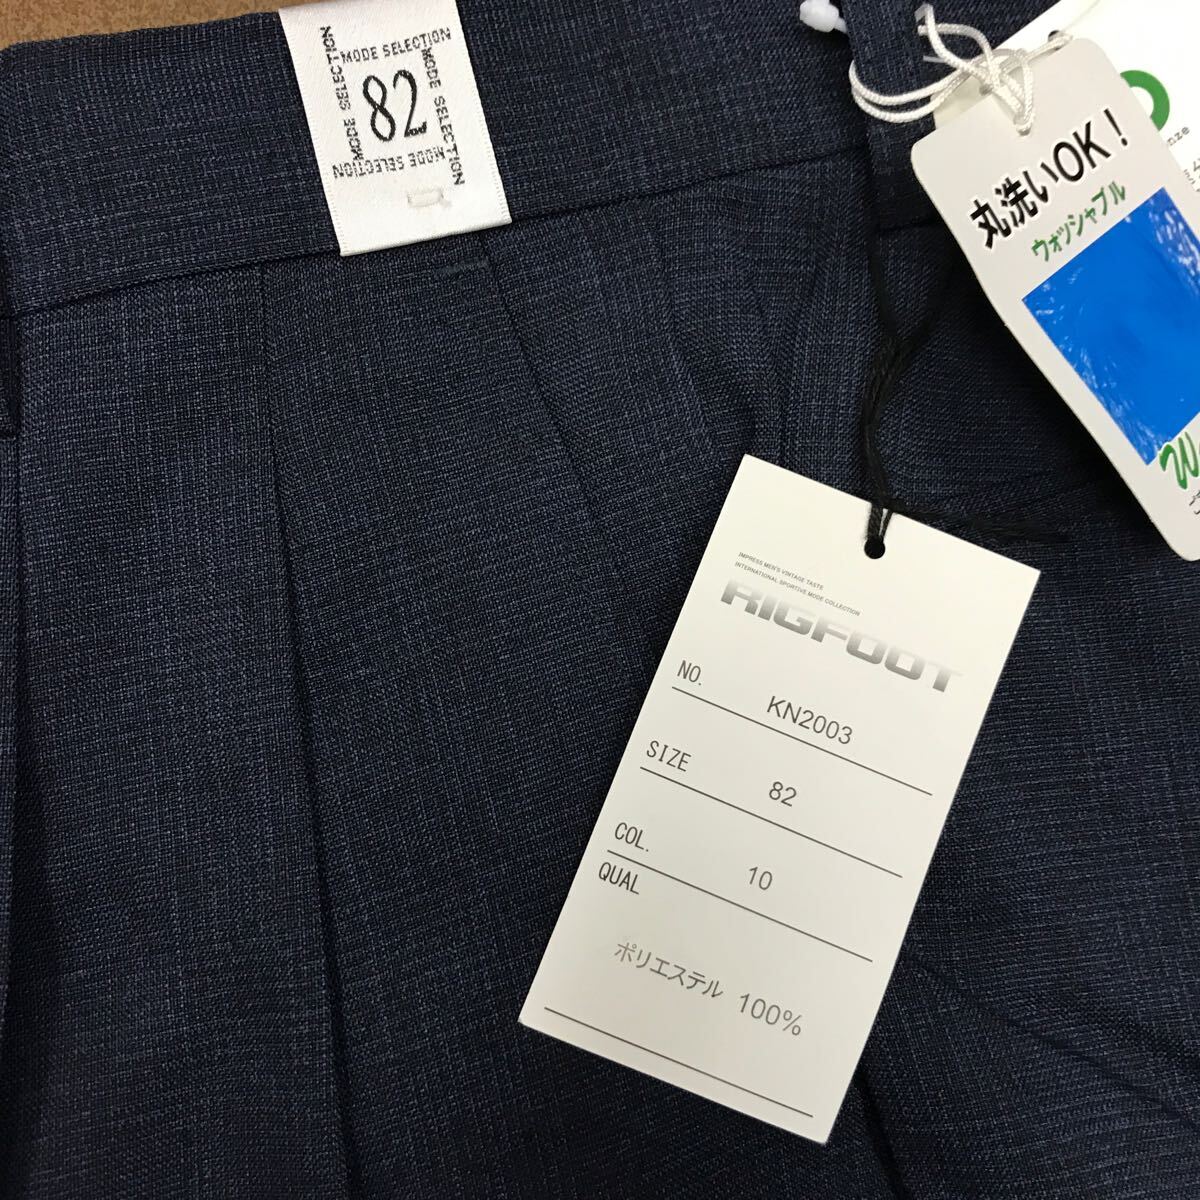 MODE SELECTION
MODE SELECTION
82
MODE SELECTION
MODE SELECTION
丸洗いOK!
ウォッシャブル
IMPRESS MEN'S VINTAGE TASTE
INTERNATIONAL SPORTIVE MODE COLLECTION
RIGFOOT
NO.
KN2003
SIZE
82
COL.
10
QUAL
ポリエステル 100%